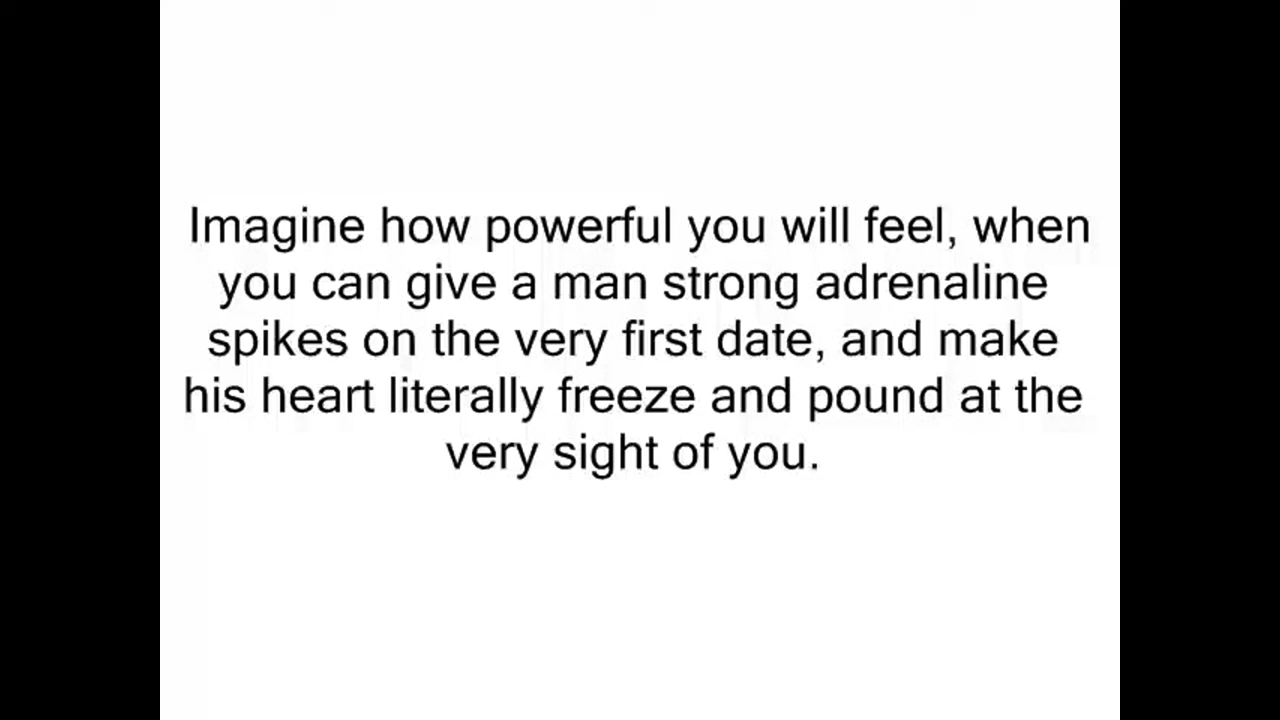 Imagine how powerful you will feel, when
you can give a man strong adrenaline
spikes on the very first date, and make
his heart literally freeze and pound at the
very sight of you.